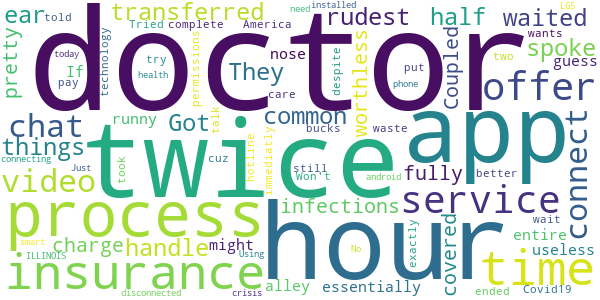 ear told transferred rudest half waited LG5
pretty Tried complete America installed wants
doctor
today technology try health permissions nose They If pay care despite put phone worthless Coupled need two spoke guess
offer
chat Got common bucks waste better
things runny cuz talk hotline immediatly still Won't android app connect
connecting Just took
twice
video infections fully service
process charge handle might exactly covered entire wait useless
hour time
insurance alley essentially ended Covid19
smart ILLINOIS Using No
disconnected crisis